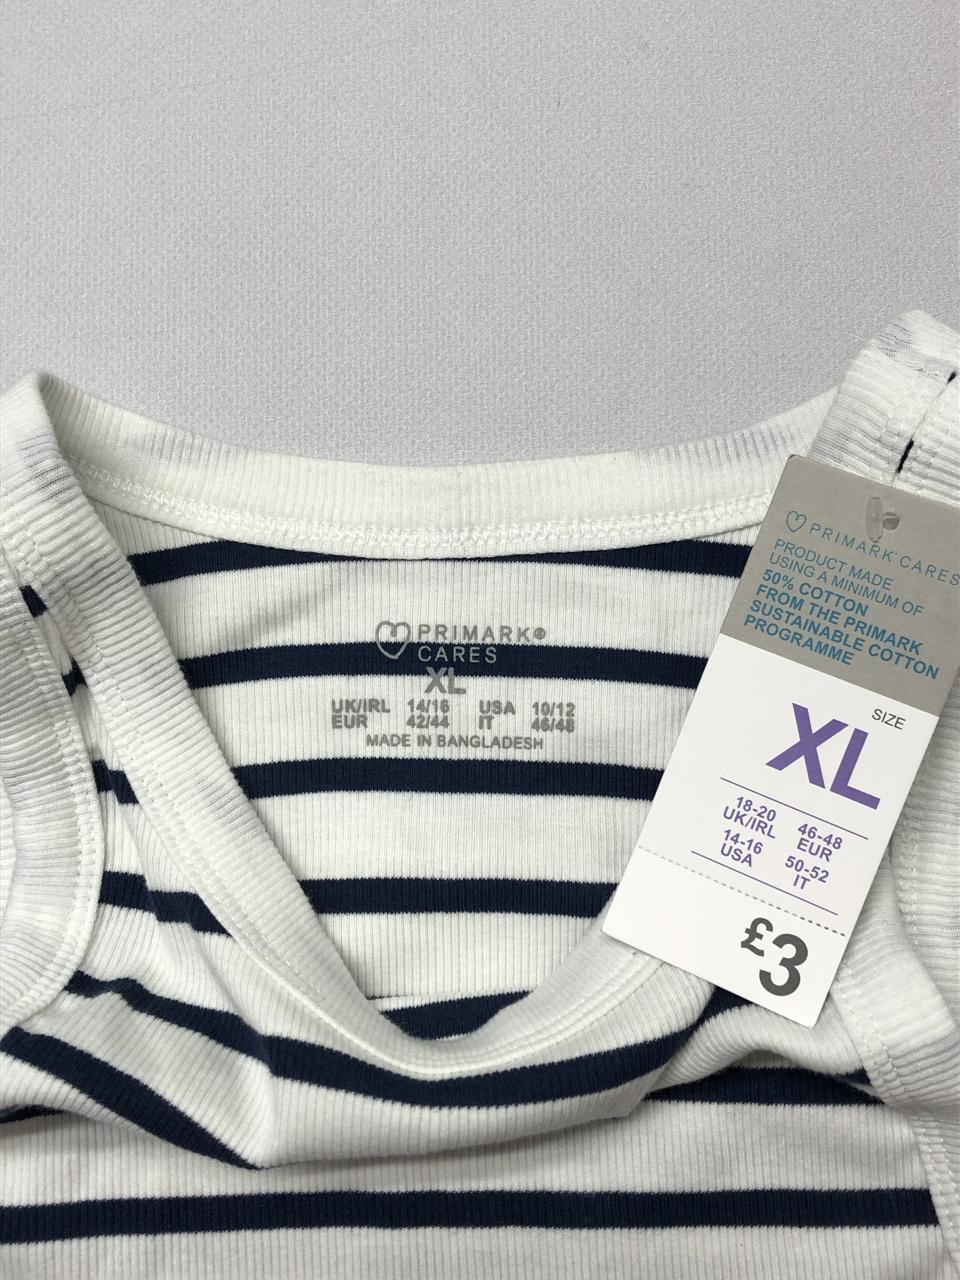 PRIMARK®
CARES
XL
UK/IRL 14/16 USA 10/12
EUR 42/44 IT 46/48
MADE IN BANGLADESH
PRIMARK® CARES
PRODUCT MADE
USING A MINIMUM OF
50% COTTON
FROM THE PRIMARK
SUSTAINABLE COTTON
PROGRAMME
SIZE
XL
18-20
UK/IRL
46-48
EUR
14-16
USA
50-52
IT
£3